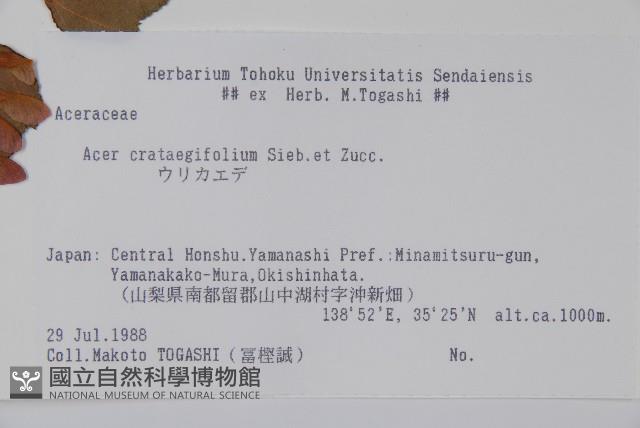 Herbarium Tohoku Universitatis Sendaiensis
## ex Herb. M.Togashi ##
Aceraceae
Acer crataegifolium Sieb.et Zucc.
ウリカエデ
Japan: Central Honshu.Yamanashi Pref.:Minamitsuru-gun,
Yamanakako-Mura,Okishinhata.
(山梨県南都留郡山中湖村字沖新畑)
138ﾟ52'E, 35ﾟ25'N alt.ca.1000m.
29 Jul.1988
Coll.Makoto TOGASHI(冨樫誠) No.
國立自然科學博物館
NATIONAL MUSEUM OF NATURAL SCIENCE